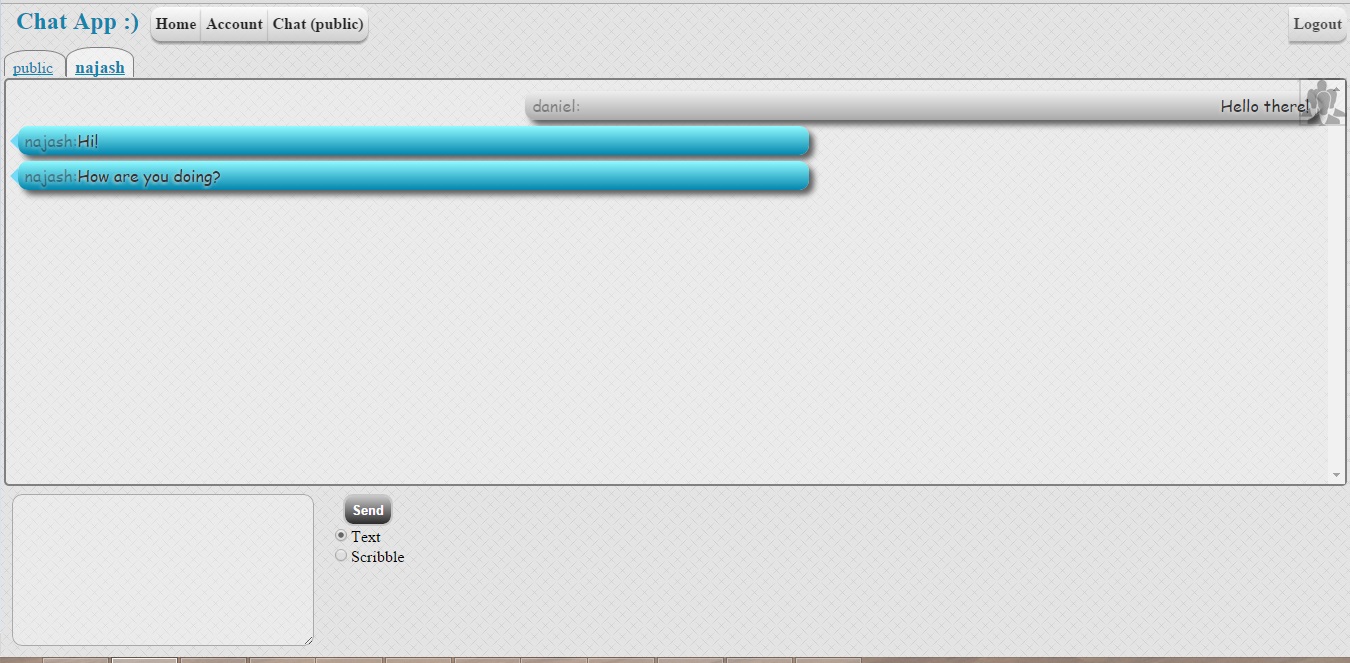 Chat App :) Home Account Chat (public) Logout
public najash
daniel: Hello there!
najash:Hi!
najash:How are you doing?
Send
Text
Scribble